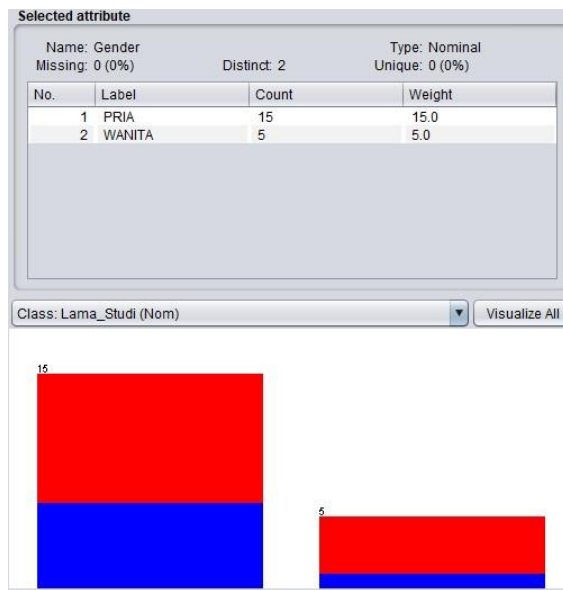 Selected attribute
Name: Gender Type: Nominal
Missing: 0 (0%) Distinct: 2 Unique: 0 (0%)
No. Label Count Weight
1 PRIA 15 15.0
2 WANITA 5 5.0
Class: Lama_Studi (Nom) Visualize All
15
5